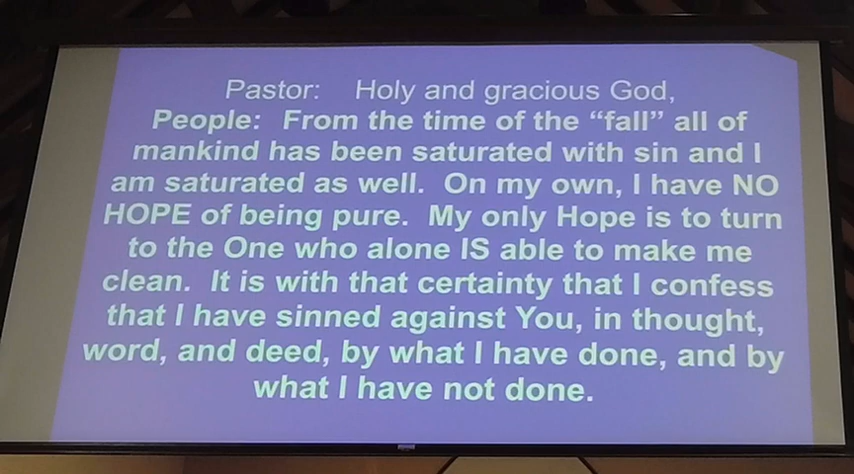 Pastor: Holy and gracious God,
People: From the time of the “fall” all of
mankind has been saturated with sin and I
am saturated as well. On my own, I have NO
HOPE of being pure. My only Hope is to turn
to the One who alone IS able to make me
clean. It is with that certainty that I confess
that I have sinned against You, in thought,
word, and deed, by what I have done, and by
what I have not done.